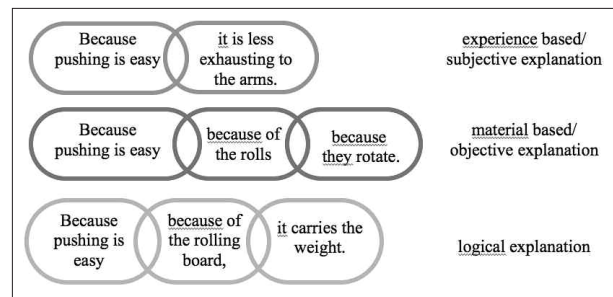 Because
pushing is easy
it is less
exhausting to
the arms.
experience based/
subjective explanation
Because
pushing is easy
because of
the rolls
because
they rotate.
material based/
objective explanation
Because
pushing is
easy
because of
the rolling
board,
it carries the
weight.
logical explanation